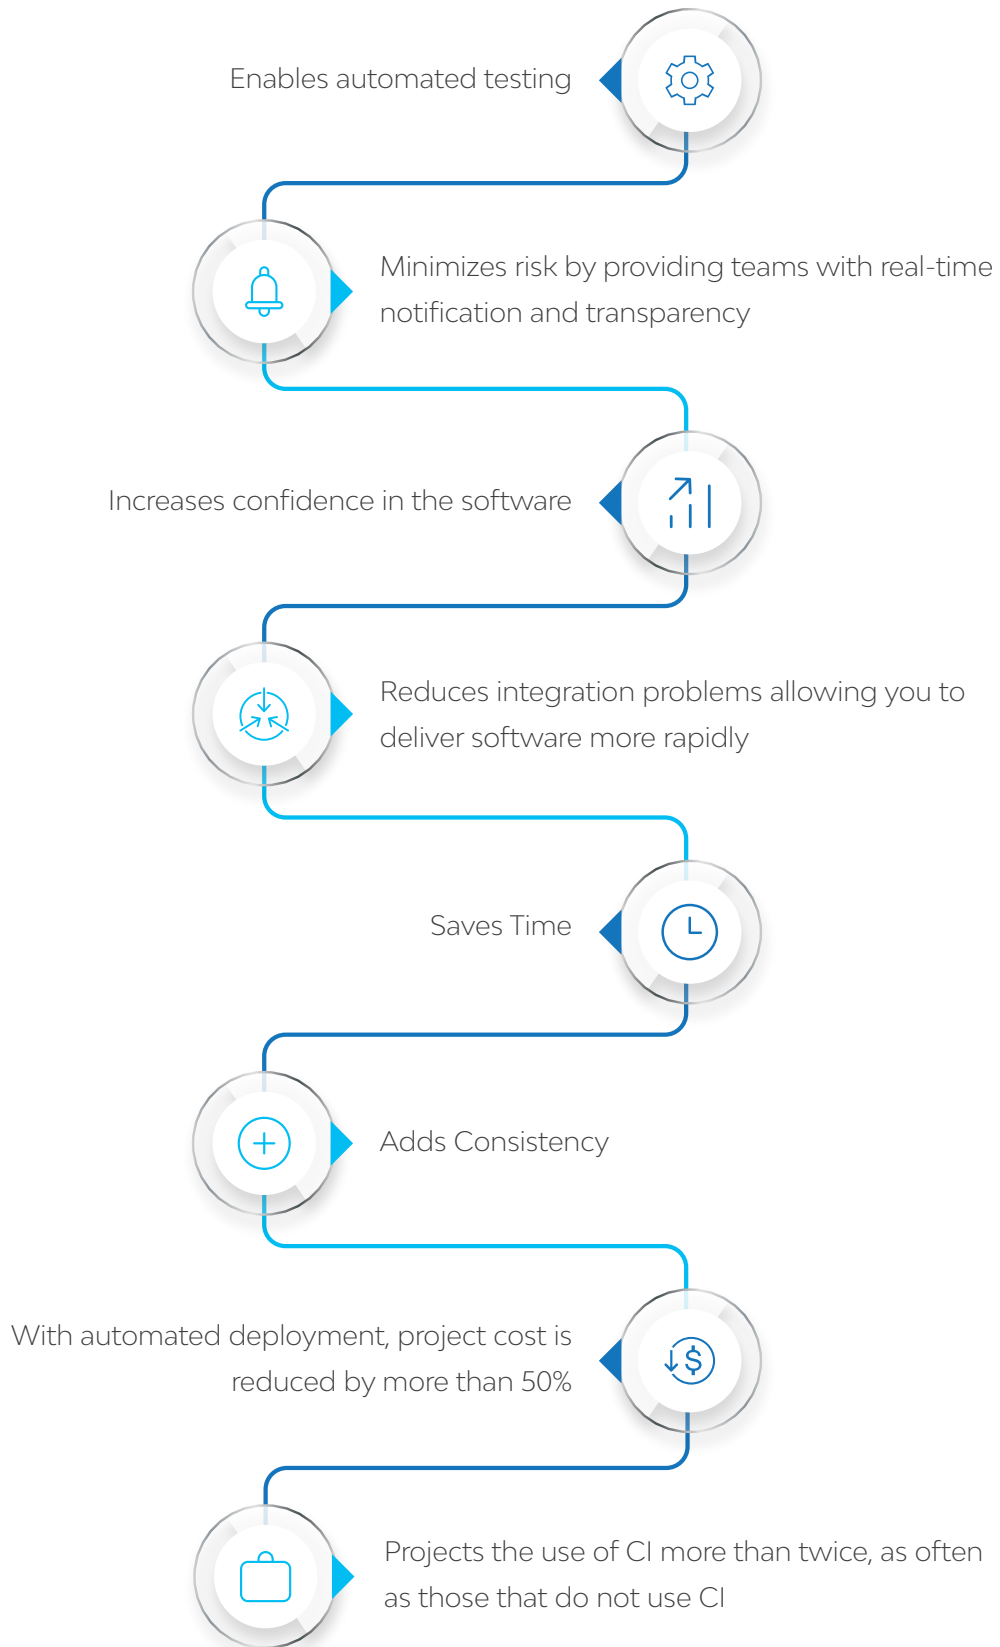 Enables automated testing
Minimizes risk by providing teams with real-time
notification and transparency
Increases confidence in the software
Reduces integration problems allowing you to
deliver software more rapidly
Saves Time
Adds Consistency
With automated deployment, project cost is
reduced by more than 50%
$
Projects the use of CI more than twice, as often
as those that do not use CI